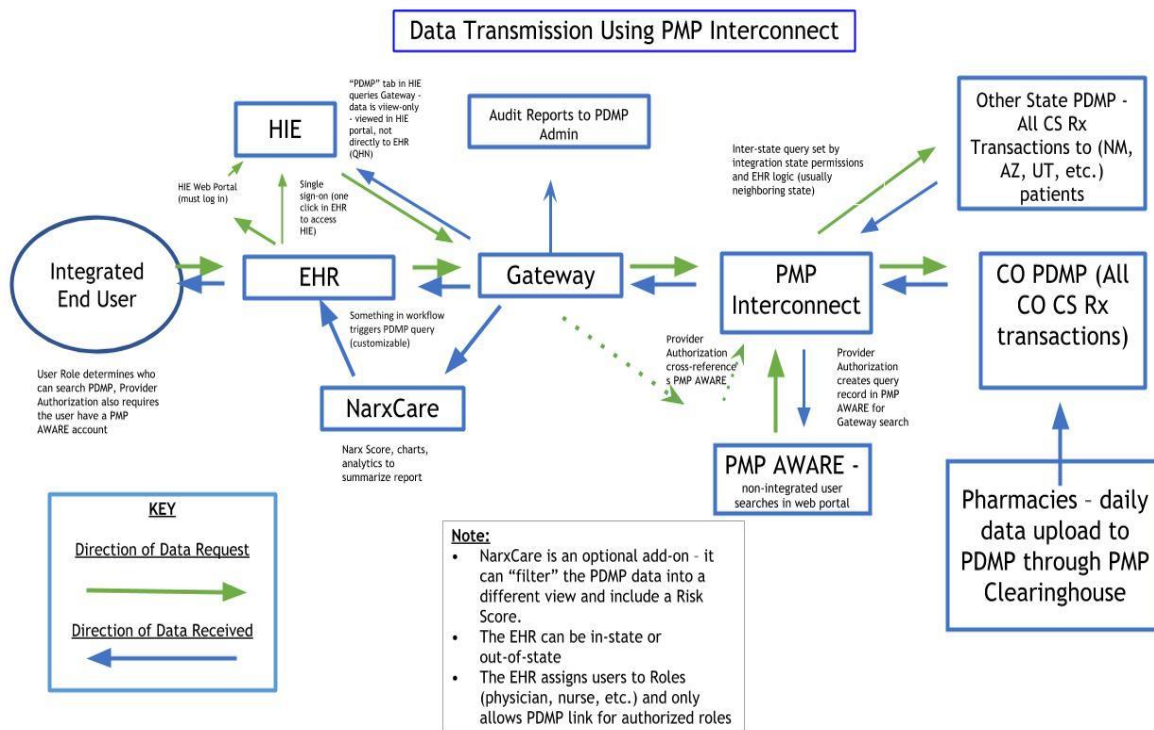 Data Transmission Using PMP Interconnect
"PDMP" tab in HIE
queries Gateway -
data is view-only
- viewed in HIE
portal, not
directly to EHR
(QHN)
HIE
Audit Reports to PDMP
Admin
Other State PDMP -
All CS Rx
Transactions to (NM,
AZ, UT, etc.)
patients
Inter-state query set by
integration state permissions
and EHR logic (usually
neighboring state)
HIE Web Portal
(must log in)
Single
sign-on (one
click in EHR
to access
HIE)
Integrated
End User
EHR
Gateway
PMP
Interconnect
CO PDMP (All
CO CS Rx
transactions)
Something in workflow
triggers PDMP query
(customizable)
User Role determines who
can search PDMP, Provider
Authorization also requires
the user have a PMP
AWARE account
Provider
Authorization
cross-reference
s PMP AWARE
Provider
Authorization
creates query
record in PMP
AWARE for
Gateway search
NarxCare
Narx Score, charts,
analytics to
summarize report
PMP AWARE -
non-integrated user
searches in web portal
Pharmacies – daily
data upload to
PDMP through PMP
Clearinghouse
KEY
Direction of Data Request
Direction of Data Received
Note:
• NarxCare is an optional add-on – it
can "filter" the PDMP data into a
different view and include a Risk
Score.
• The EHR can be in-state or
out-of-state
• The EHR assigns users to Roles
(physician, nurse, etc.) and only
allows PDMP link for authorized roles